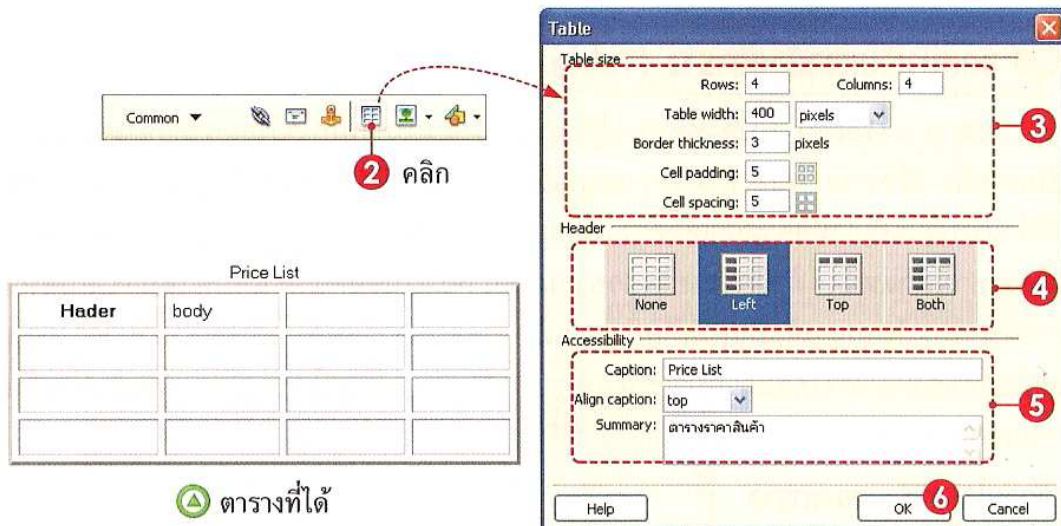 Common
2 คลิก
Price List
Hader body
ตารางที่ได้
Table
Table size
Rows: 4 Columns: 4
Table width: 400 pixels
Border thickness: 3 pixels
Cell padding: 5
Cell spacing: 5
3
Header
None Left Top Both
4
Accessibility
Caption: Price List
Align caption: top
Summary: ตารางราคาสินค้า
5
Help OK 6 Cancel